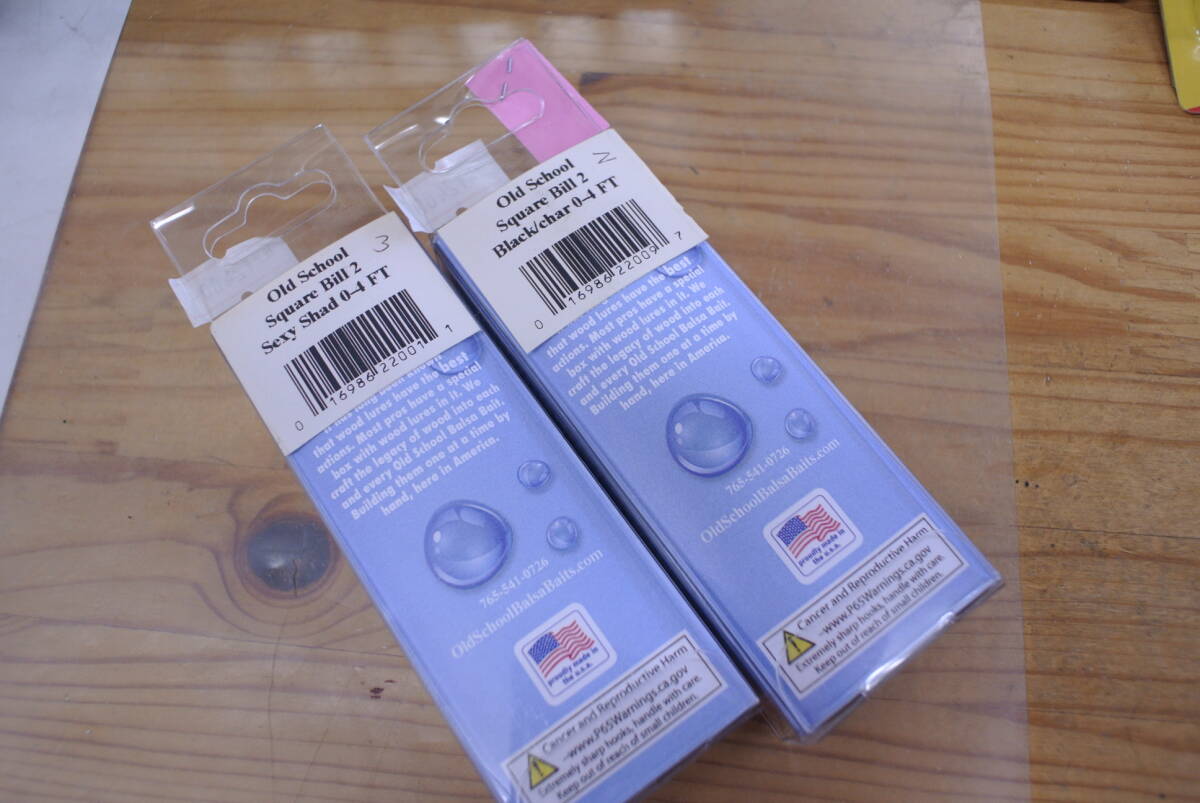 Old School
Square Bill 2
Sexy Shad 0-4 FT
3
0 16986 22001 1
that wood lures have the best
actions. Most pros have a special
box with wood lures in it. We
craft the legacy of wood into each
and every Old School Balsa Bait.
Building them one at a time by
hand, here in America.
765-541-0726
OldSchoolBalsaBaits.com
proudly made in
the u.s.a.
Cancer and Reproductive Harm
-www.P65Warnings.ca.gov
Extremely sharp hooks, handle with care.
Keep out of reach of small children.
Old School
Square Bill 2
Black/char 0-4 FT
0 16986 22009 7
that wood lures have the best
actions. Most pros have a special
box with wood lures in it. We
craft the legacy of wood into each
and every Old School Balsa Bait.
Building them one at a time by
hand, here in America.
765-541-0726
OldSchoolBalsaBaits.com
proudly made in
the u.s.a.
Cancer and Reproductive Harm
-www.P65Warnings.ca.gov
Extremely sharp hooks, handle with care.
Keep out of reach of small children.